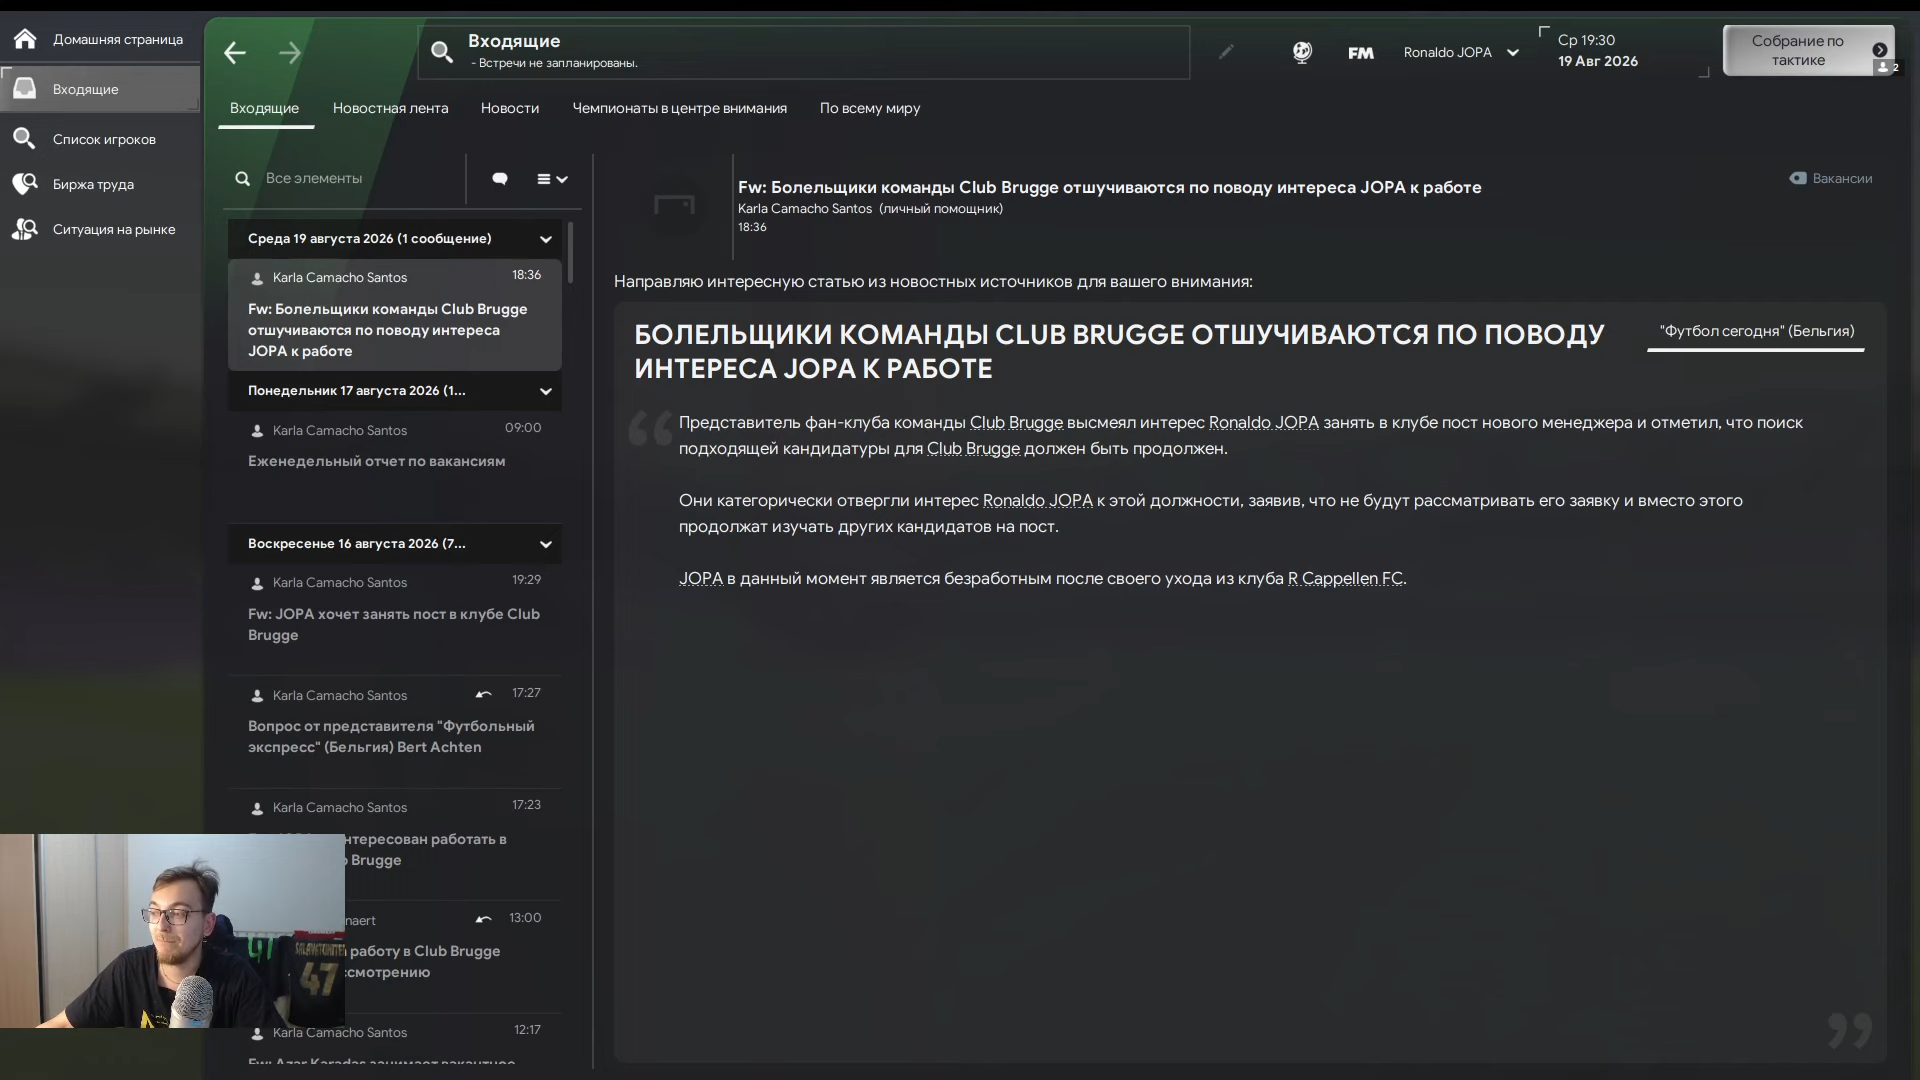 Домашняя страница
Входящие
Список игроков
Биржа труда
Ситуация на рынке
Входящие
- Встречи не запланированы.
FM
Ronaldo JOPA
Ср 19:30
19 Авг 2026
Собрание по
тактике
2
Входящие
Новостная лента
Новости
Чемпионаты в центре внимания
По всему миру
Все элементы
Среда 19 августа 2026 (1 сообщение)
Karla Camacho Santos
18:36
Fw: Болельщики команды Club Brugge
отшучиваются по поводу интереса
JOPA к работе
Понедельник 17 августа 2026 (1...
Karla Camacho Santos
09:00
Еженедельный отчет по вакансиям
Воскресенье 16 августа 2026 (7...
Karla Camacho Santos
19:29
Fw: JOPA хочет занять пост в клубе Club
Brugge
Karla Camacho Santos
17:27
Вопрос от представителя "Футбольный
экспресс" (Бельгия) Bert Achten
Karla Camacho Santos
17:23
нтересован работать в
Brugge
naert
13:00
работу в Club Brugge
ссмотрению
Karla Camacho Santos
12:17
Fw: Azar Karadas занимает вакантное
47
Fw: Болельщики команды Club Brugge отшучиваются по поводу интереса JOPA к работе
Karla Camacho Santos (личный помощник)
18:36
Вакансии
Направляю интересную статью из новостных источников для вашего внимания:
БОЛЕЛЬЩИКИ КОМАНДЫ CLUB BRUGGE ОТШУЧИВАЮТСЯ ПО ПОВОДУ
ИНТЕРЕСА JOPA К РАБОТЕ
"Футбол сегодня" (Бельгия)
Представитель фан-клуба команды Club Brugge высмеял интерес Ronaldo JOPA занять в клубе пост нового менеджера и отметил, что поиск
подходящей кандидатуры для Club Brugge должен быть продолжен.
Они категорически отвергли интерес Ronaldo JOPA к этой должности, заявив, что не будут рассматривать его заявку и вместо этого
продолжат изучать других кандидатов на пост.
JOPA в данный момент является безработным после своего ухода из клуба R Cappellen FC.